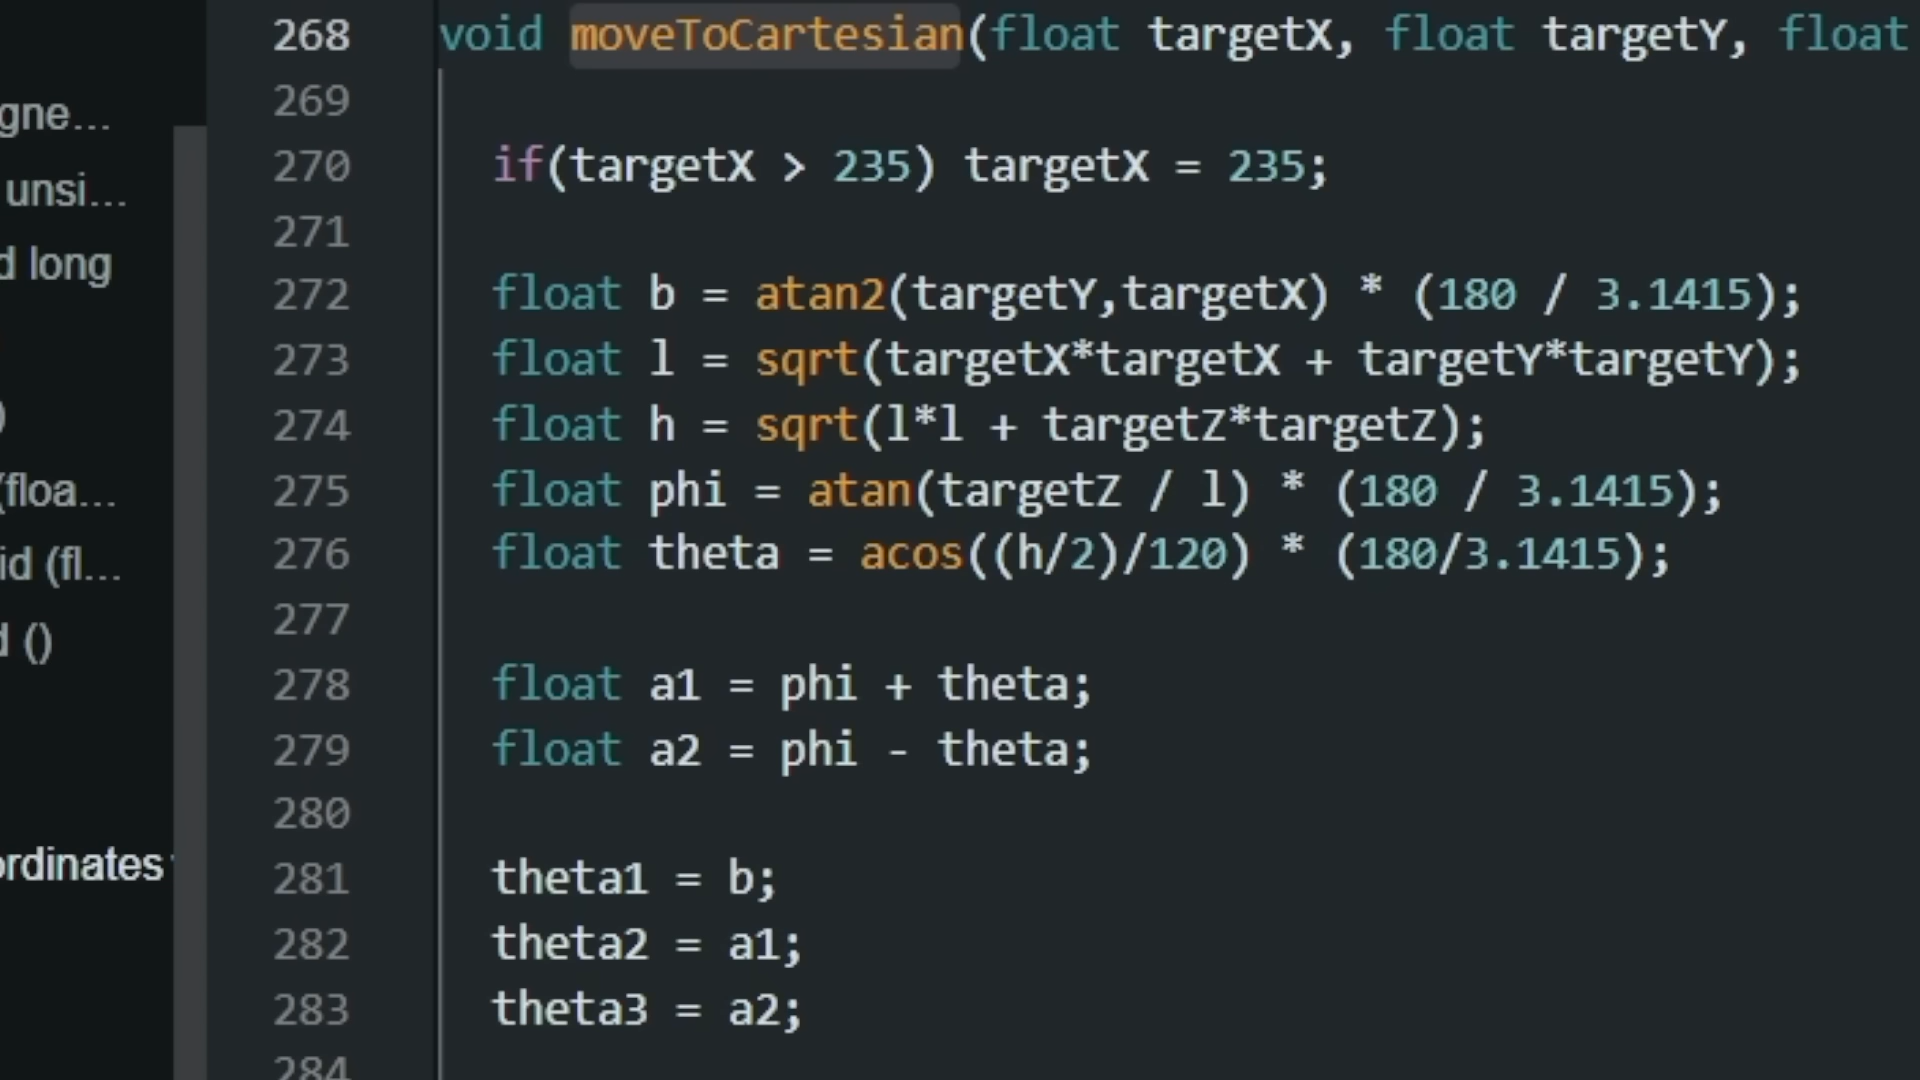 268 void moveToCartesian(float targetX, float targetY, float
269
gne...
270 if(targetX > 235) targetX = 235;
unsi...
271
d long
272 float b = atan2(targetY,targetX) * (180 / 3.1415);
273 float l = sqrt(targetX*targetX + targetY*targetY);
)
274 float h = sqrt(l*l + targetZ*targetZ);
(floa...
275 float phi = atan(targetZ / l) * (180 / 3.1415);
id (fl...
276 float theta = acos((h/2)/120) * (180/3.1415);
277
d ()
278 float a1 = phi + theta;
279 float a2 = phi - theta;
280
ordinates
281 theta1 = b;
282 theta2 = a1;
283 theta3 = a2;
284